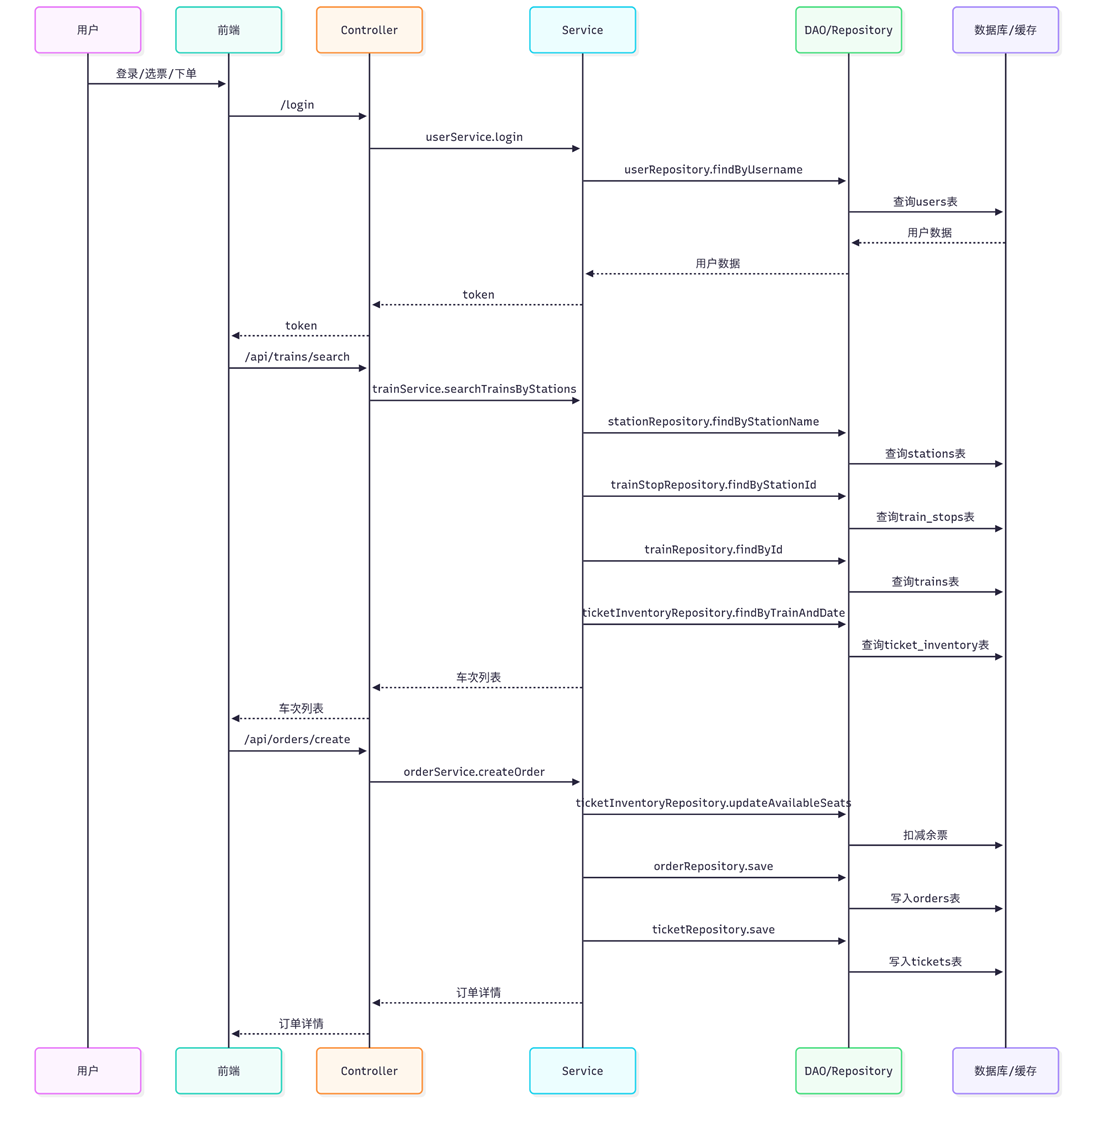 用户
前端
Controller
Service
DAO/Repository
数据库/缓存
登录/选票/下单
/login
userService.login
userRepository.findByUsername
查询users表
用户数据
用户数据
token
token
/api/trains/search
trainService.searchTrainsByStations
stationRepository.findByStationName
查询stations表
trainStopRepository.findByStationId
查询train_stops表
trainRepository.findById
查询trains表
ticketInventoryRepository.findByTrainAndDate
查询ticket_inventory表
车次列表
车次列表
/api/orders/create
orderService.createOrder
ticketInventoryRepository.updateAvailableSeats
扣减余票
orderRepository.save
写入orders表
ticketRepository.save
写入tickets表
订单详情
订单详情
用户
前端
Controller
Service
DAO/Repository
数据库/缓存